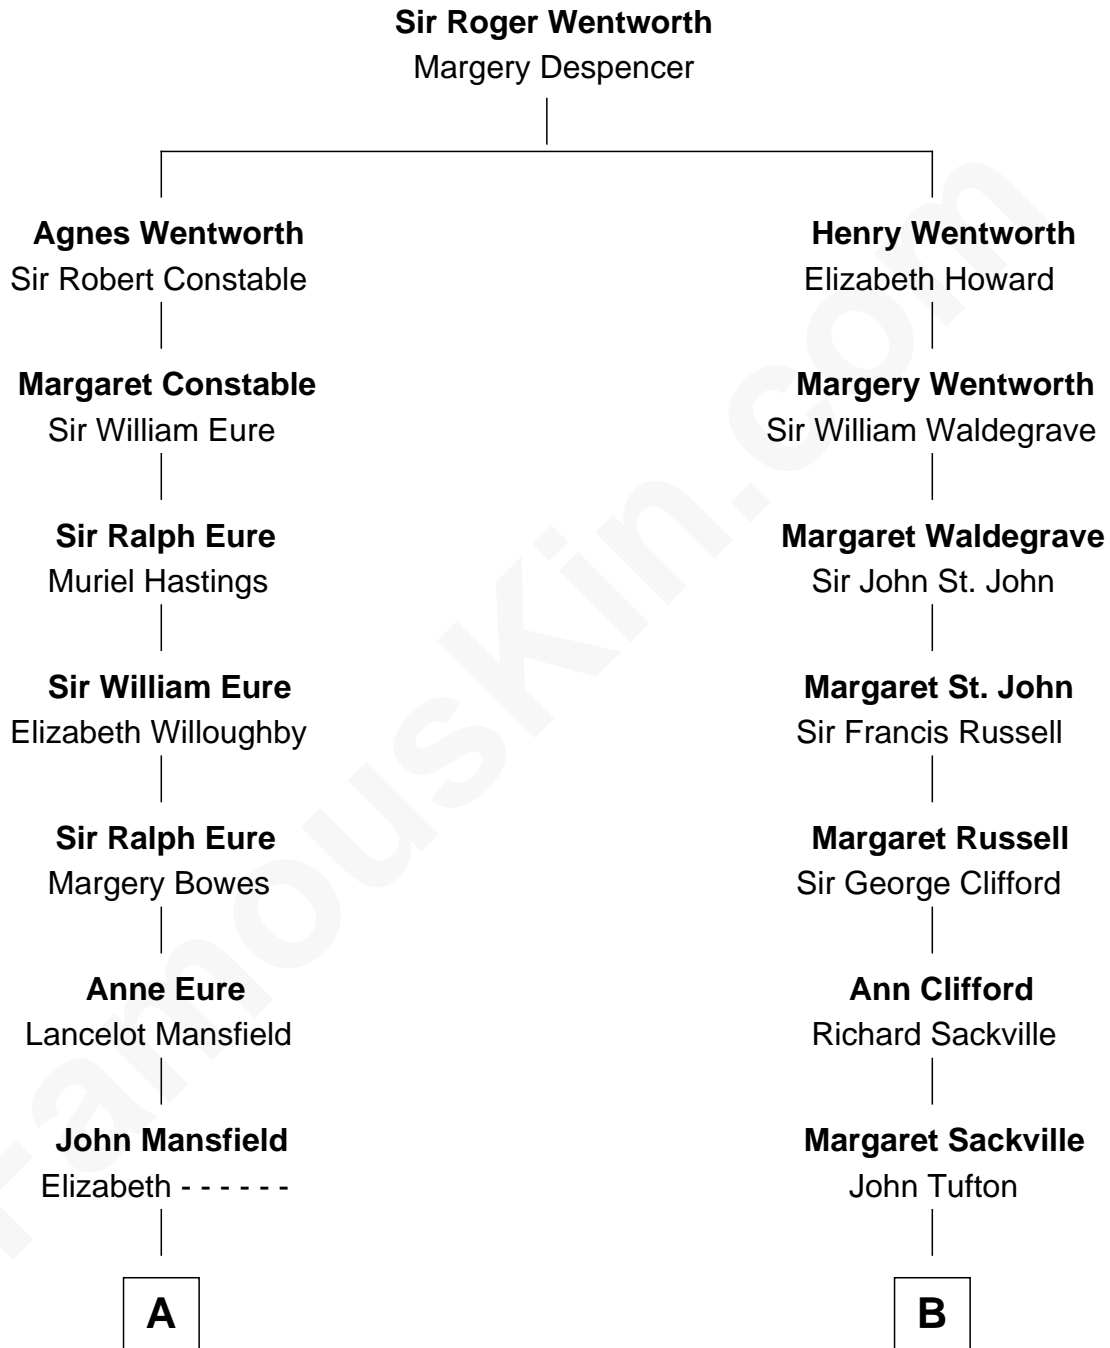 Sir Roger Wentworth
Margery Despencer
Agnes Wentworth
Sir Robert Constable
Henry Wentworth
Elizabeth Howard
Margaret Constable
Sir William Eure
Margery Wentworth
Sir William Waldegrave
Sir Ralph Eure
Muriel Hastings
Margaret Waldegrave
Sir John St. John
Sir William Eure
Elizabeth Willoughby
Margaret St. John
Sir Francis Russell
Sir Ralph Eure
Margery Bowes
Margaret Russell
Sir George Clifford
Anne Eure
Lancelot Mansfield
Ann Clifford
Richard Sackville
John Mansfield
Elizabeth - - - - - -
Margaret Sackville
John Tufton
A
B
FamousKin.com